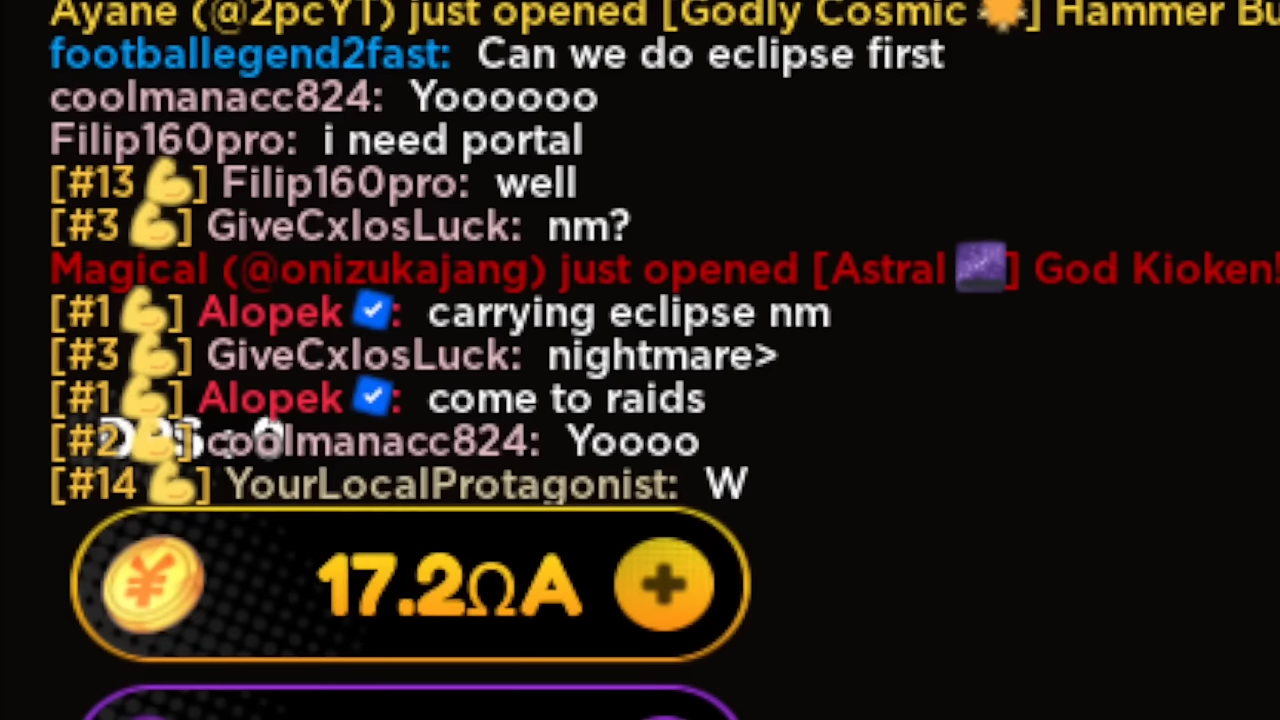 Ayane (@2pcYT) just opened [Godly Cosmic ] Hammer
footballegend2fast: Can we do eclipse first
coolmanacc824: Yoooooo
Filip160pro: i need portal
[#13 💪] Filip160pro: well
[#3 💪] GiveCxlosLuck: nm?
Magical (@onizukajang) just opened [Astral ] God Kioken!
[#1 💪] Alopek ☑️: carrying eclipse nm
[#3 💪] GiveCxlosLuck: nightmare>
[#1 💪] Alopek ☑️: come to raids
[#2 💪] coolmanacc824: Yoooo
[#14 💪] YourLocalProtagonist: W
¥ 17.2ΩA +